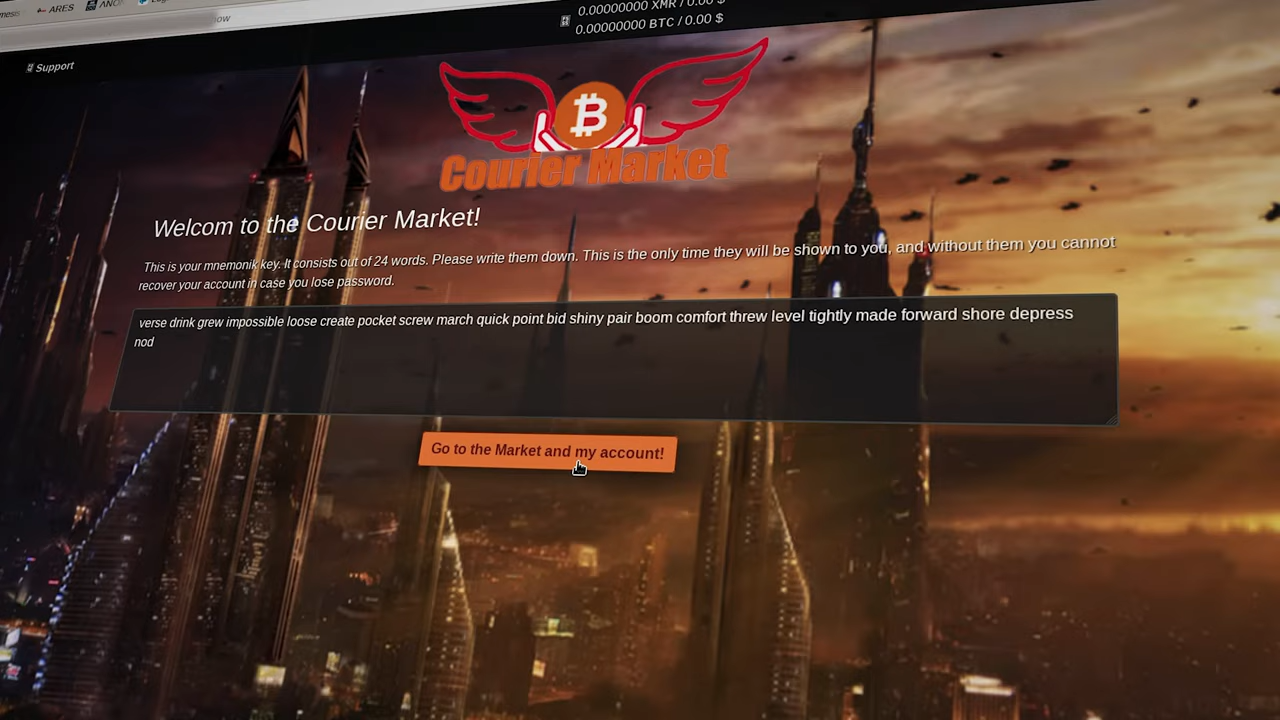 ARES
0.00000000 XMR / 0.00 $
0.00000000 BTC / 0.00 $
Support
B
Courier Market
Welcom to the Courier Market!
This is your mnemonik key. It consists out of 24 words. Please write them down. This is the only time they will be shown to you, and without them you cannot
recover your account in case you lose password.
verse drink grew impossible loose create pocket screw march quick point bid shiny pair boom comfort threw level tightly made forward shore depress
nod
Go to the Market and my account!